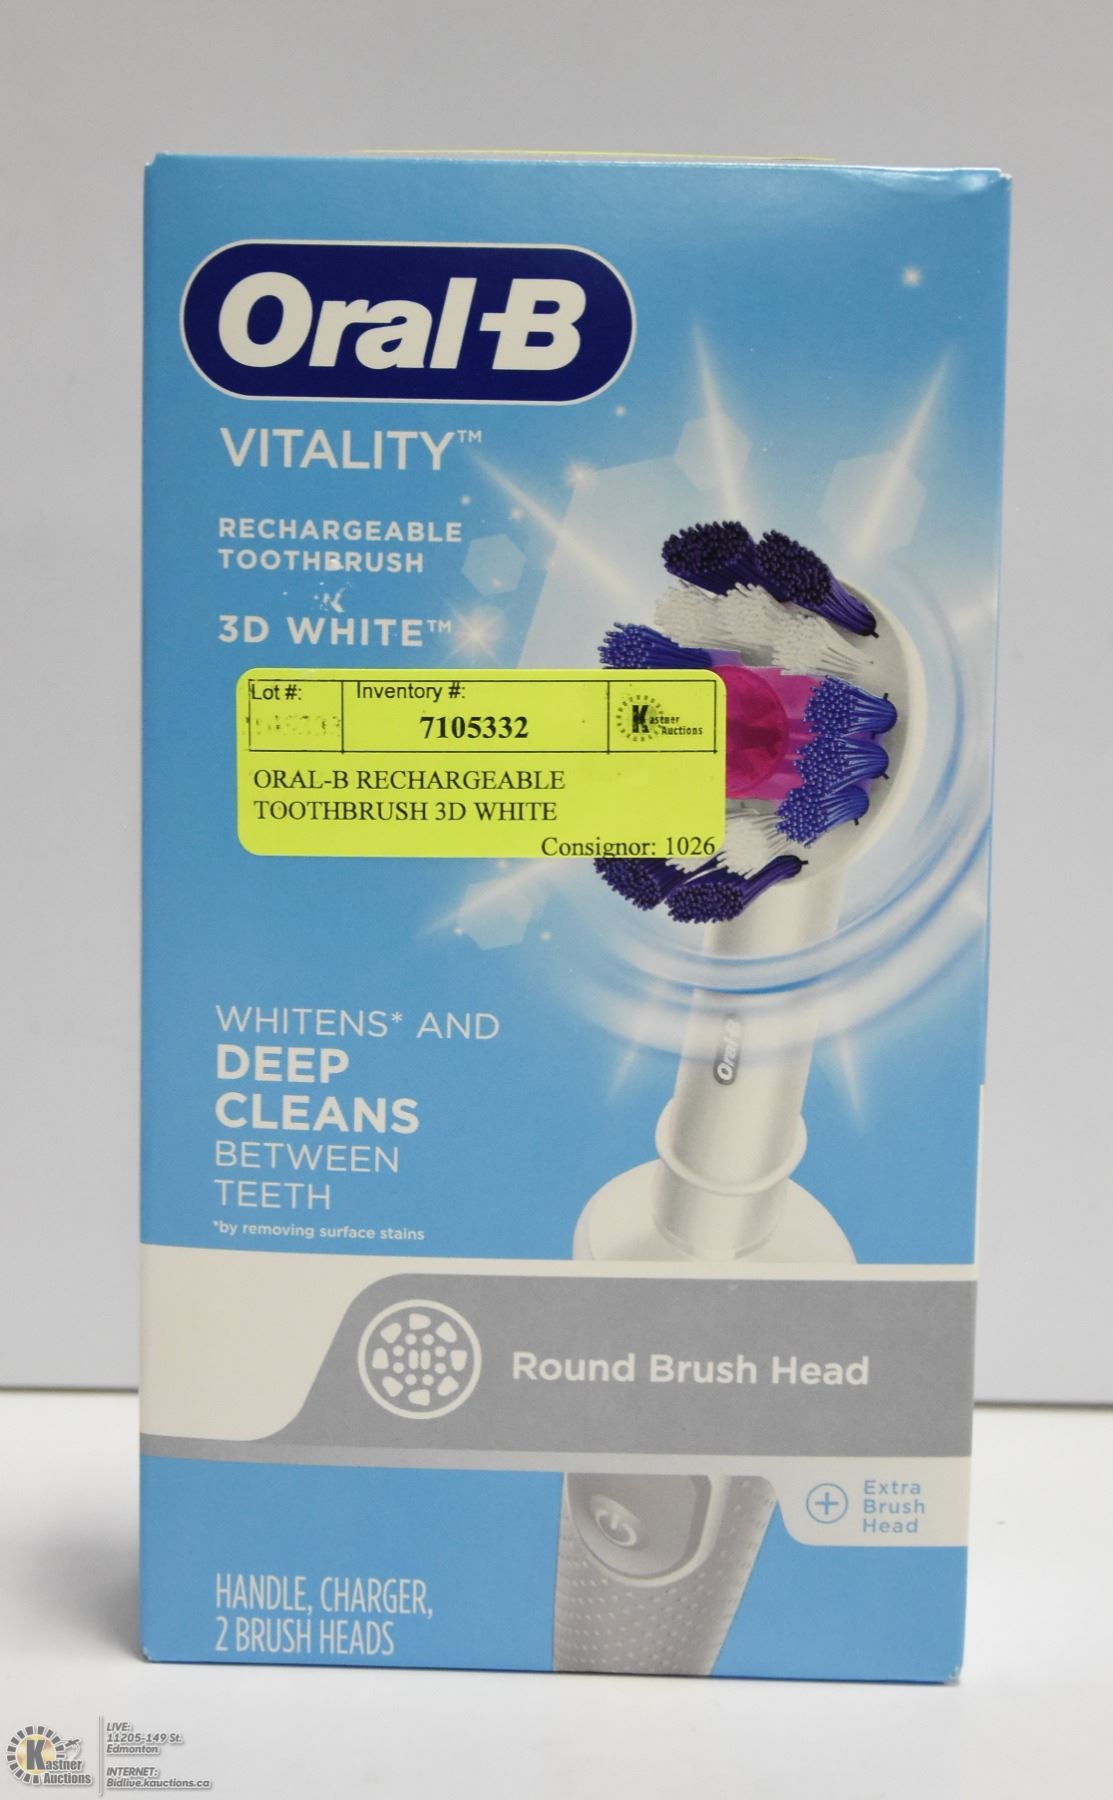 Oral-B
VITALITY™
RECHARGEABLE
TOOTHBRUSH
3D WHITE™
Lot #:
Inventory #:
7105332
Kastner
Auctions
ORAL-B RECHARGEABLE
TOOTHBRUSH 3D WHITE
Consignor: 1026
WHITENS* AND
DEEP
CLEANS
BETWEEN
TEETH
*by removing surface stains
Oral-B
Round Brush Head
Extra
Brush
Head
HANDLE, CHARGER,
2 BRUSH HEADS
Kastner
Auctions
LIVE:
11205-149 St.
Edmonton
INTERNET:
Bidlive.kauctions.ca